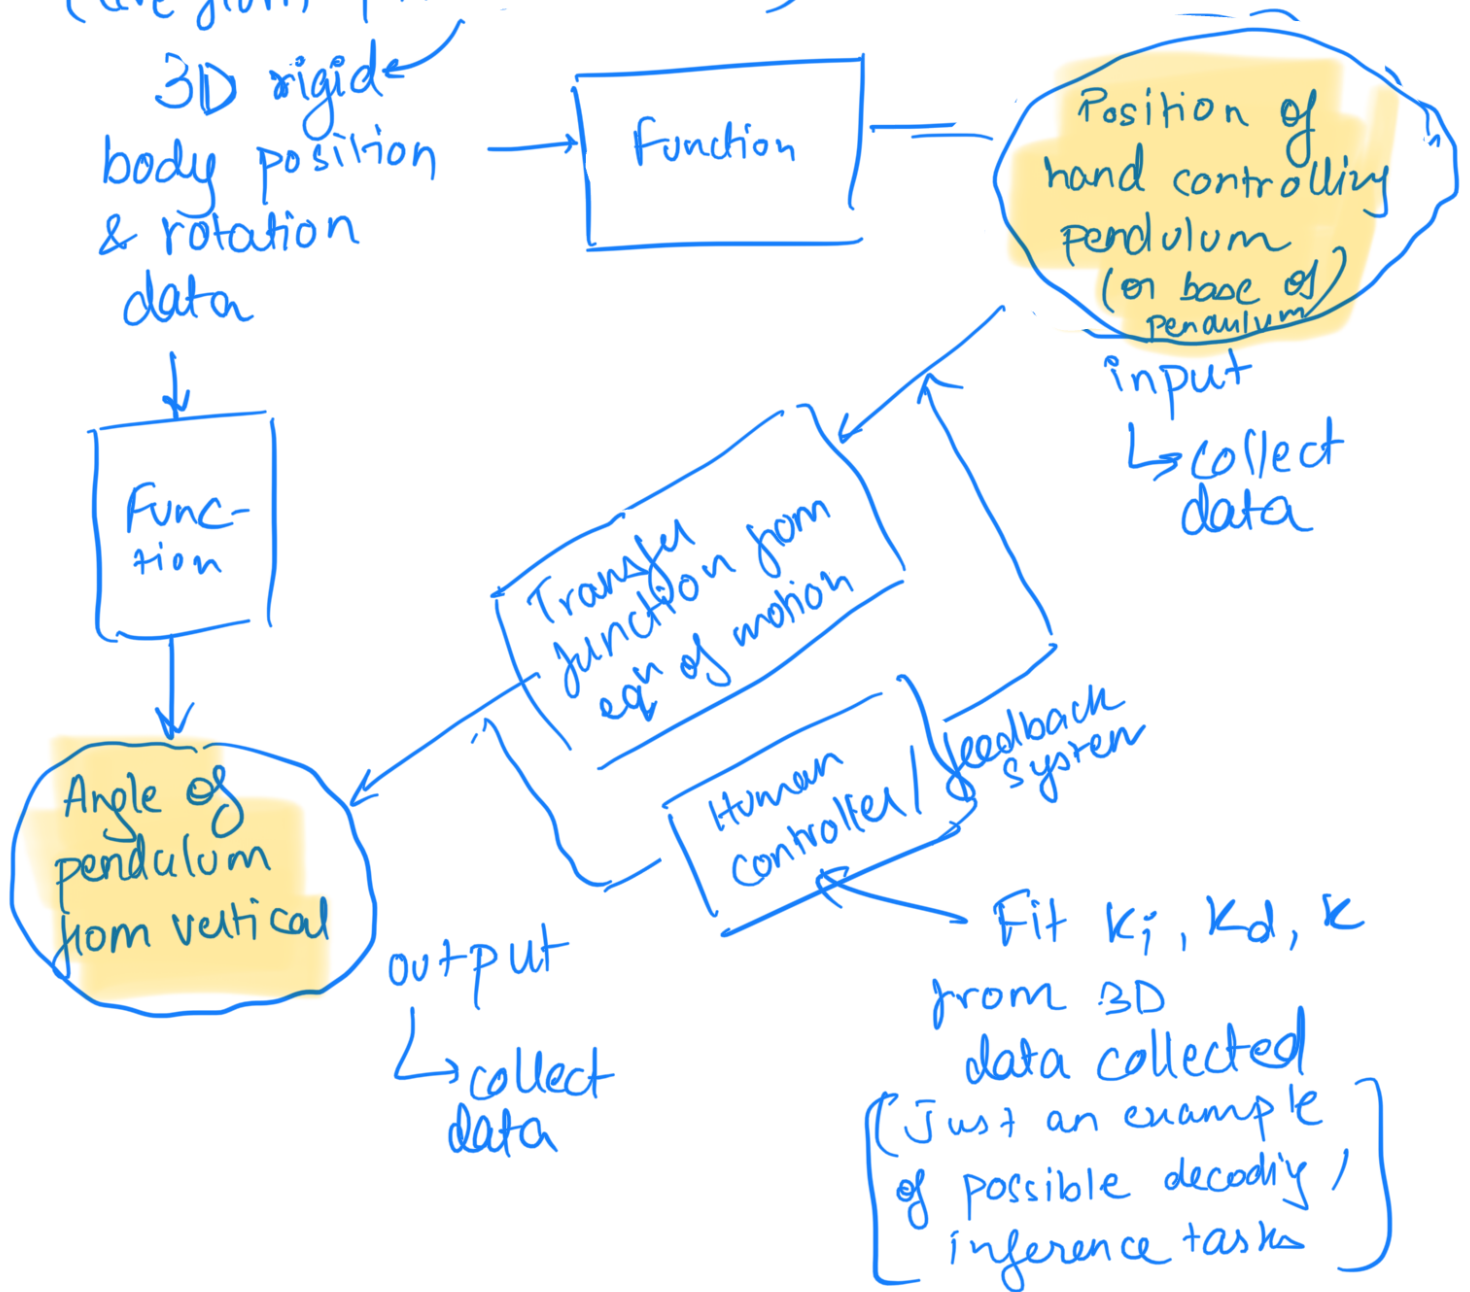 3D rigid
body position
& rotation
data
Function
Position of
hand controlling
pendulum
(or base of)
pendulum
input
↳ collect
data
Func-
tion
Transfer
function from
eqn of motion
Human
controller/
feedback
system
Angle of
pendulum
from vertical
output
↳ collect
data
Fit Ki, Kd, K
from 3D
data collected
(Just an example
of possible decoding/
inference tasks